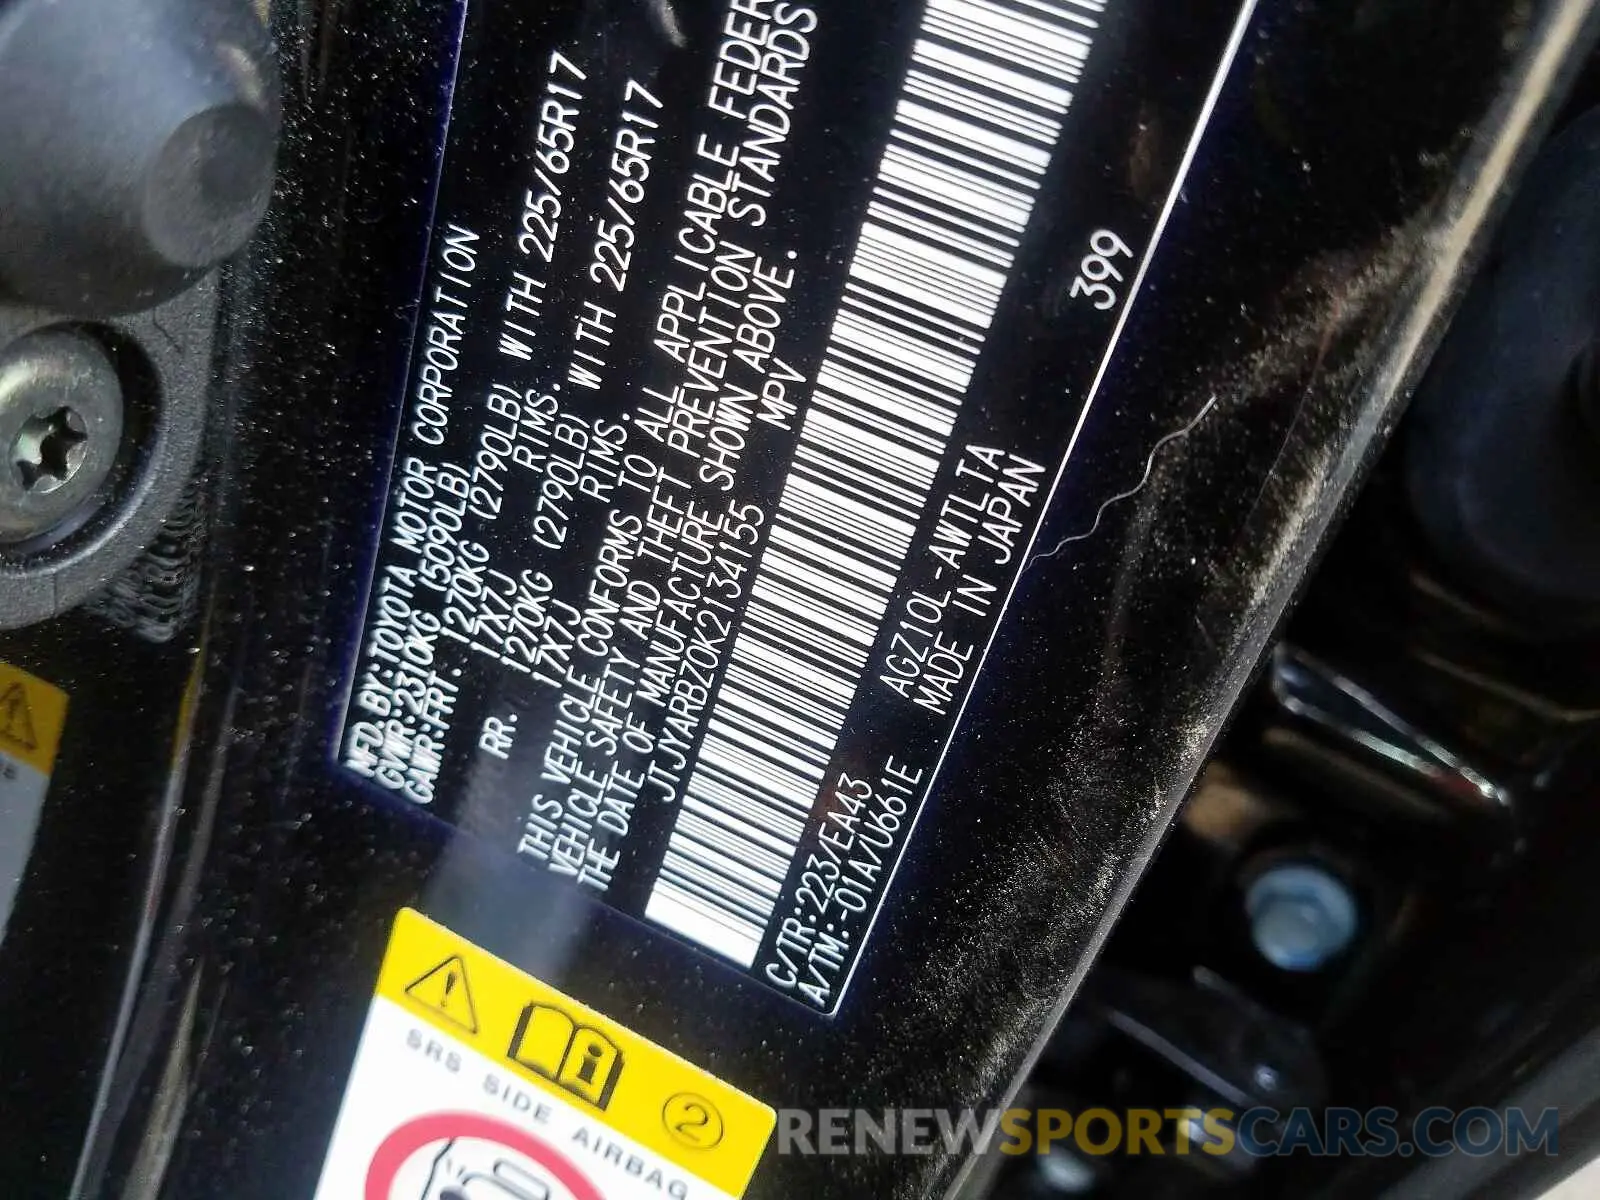 MFD. BY: TOYOTA MOTOR CORPORATION
GVWR: 2310KG (5090LB)
GAWR: FRT. 1270KG (2790LB) WITH 225/65R17
17X7J RIMS.
RR. 1270KG (2790LB) WITH 225/65R17
17X7J RIMS.
THIS VEHICLE CONFORMS TO ALL APPLICABLE FEDER
VEHICLE SAFETY AND THEFT PREVENTION STANDARDS
THE DATE OF MANUFACTURE SHOWN ABOVE.
JTJYARBZ0K2134155 MPV
399
C/TR: 223/EA43 AGZ10L-AWTLTA
A/TM: -01A/U661E MADE IN JAPAN
2
SRS SIDE AIRBAG
RENEWSPORTSCARS.COM